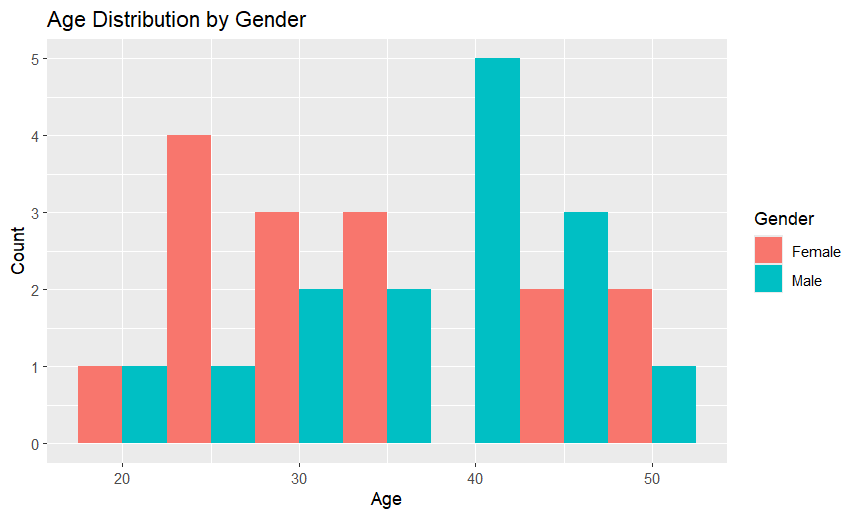 Age Distribution by Gender
5
4
3
2
1
0
Count
20 30 40 50
Age
Gender
Female
Male